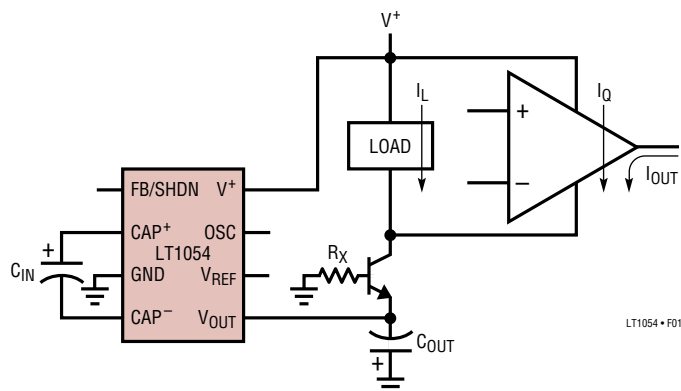 V+
IL
IQ
+
LOAD
−
IOUT
FB/SHDN V+
CAP+ OSC
LT1054
+
CIN
GND VREF
RX
CAP− VOUT
COUT
+
LT1054 • F01